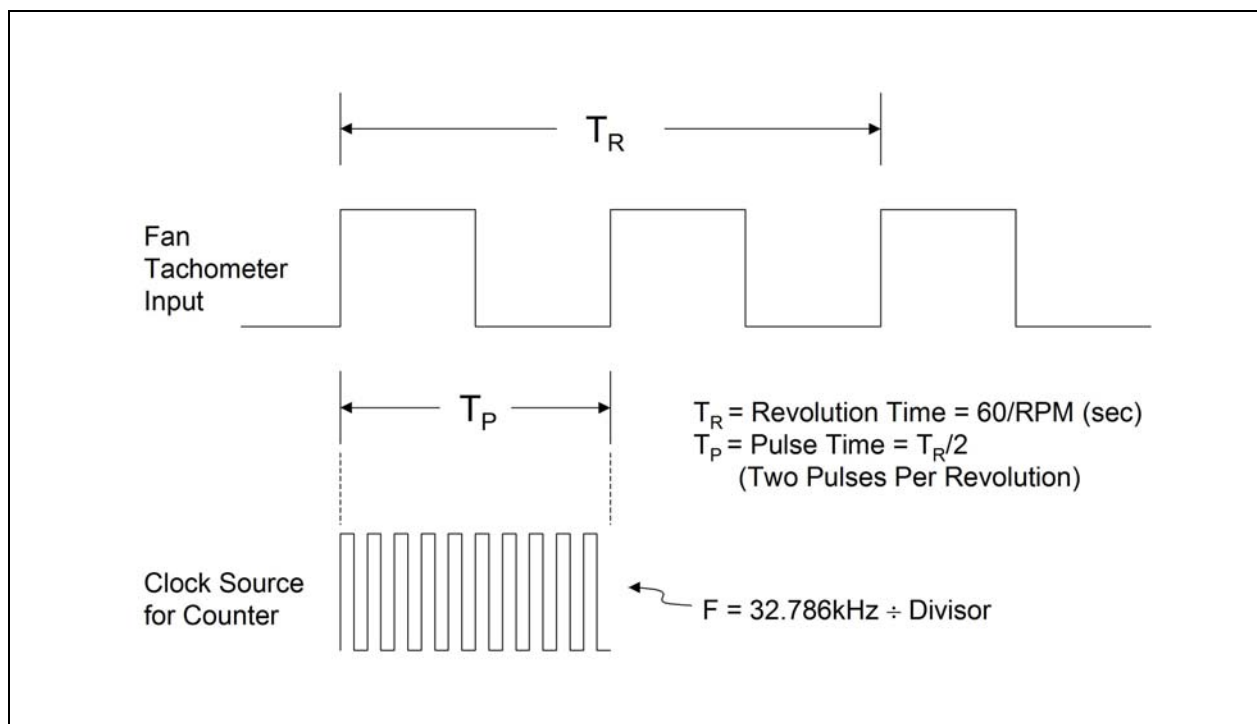 T_R
Fan
Tachometer
Input
T_P
T_R = Revolution Time = 60/RPM (sec)
T_P = Pulse Time = T_R/2
(Two Pulses Per Revolution)
Clock Source
for Counter
F = 32.786kHz ÷ Divisor